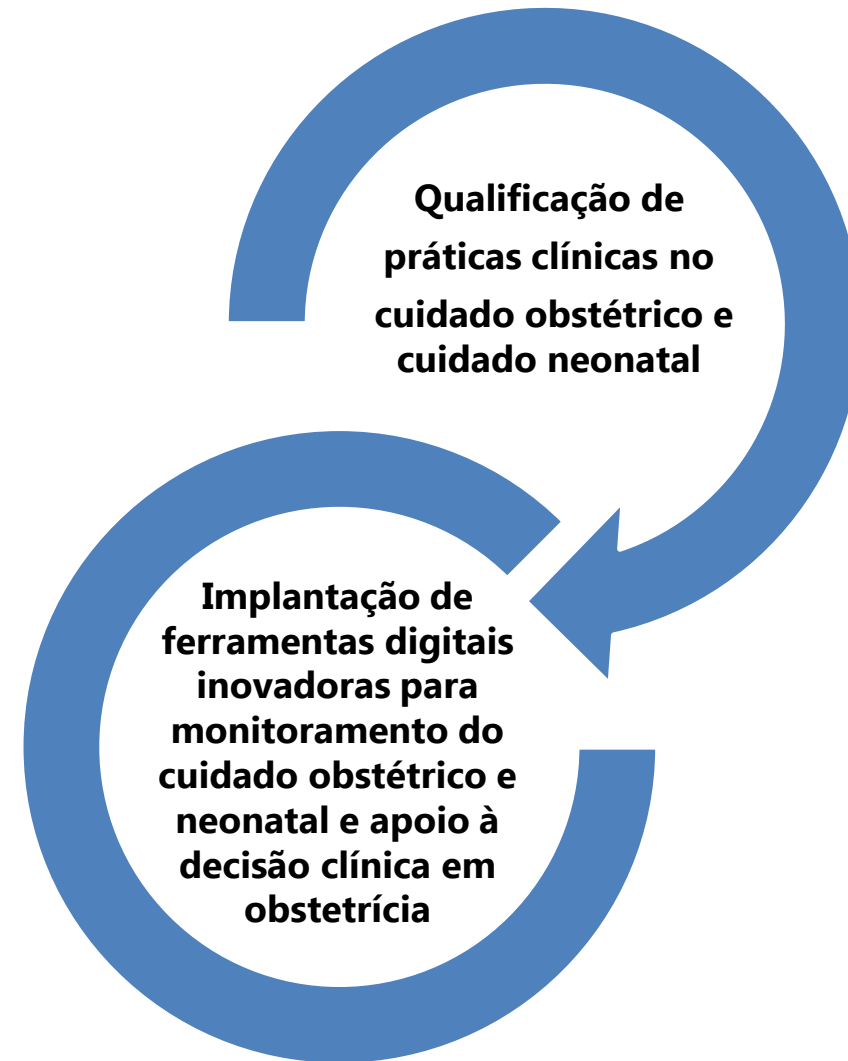 Qualificação de
práticas clínicas no
cuidado obstétrico e
cuidado neonatal
Implantação de
ferramentas digitais
inovadoras para
monitoramento do
cuidado obstétrico e
neonatal e apoio à
decisão clínica em
obstetrícia